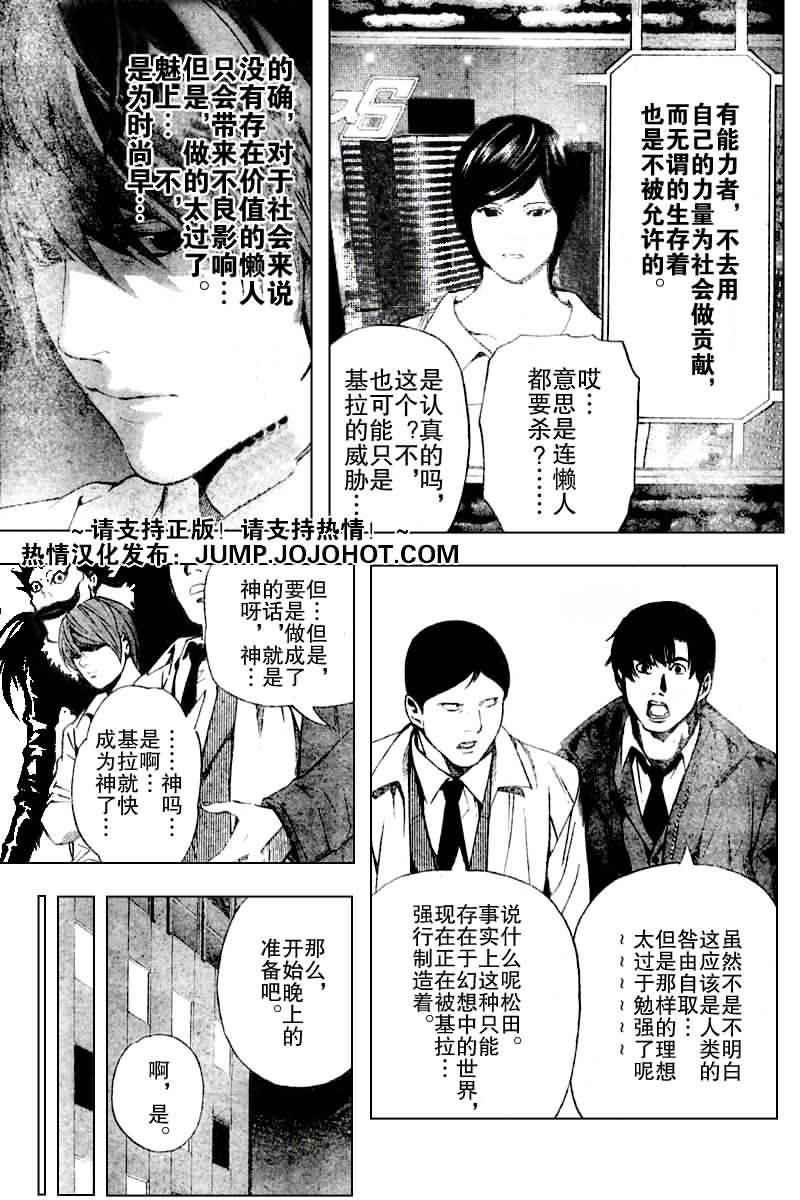 有能力者，不去用
自己的力量为社会做贡献，
而无谓的生存着
也是不被允许的。
哎…
意思是连懒人
都要杀？……
是认真的吗，
这个？不，
也可能只是
基拉的威胁…
的确，对于社会来说
没有存在价值的懒人
只会带来不良影响…
但是，做的太过了。
魅上… 不，
是为时尚早…
~请支持正版！ 请支持热情！ ~
热情汉化发布：JUMP.JOJOHOT.COM
虽然不是不明白
这应该是人类的
咎由自取…
但是那样的理想
太过于勉强了呢
~~~~~
说什么呢松田。
事实上这种只能
存在于幻想中的世界，
现在正在被基拉…
强行制造着。
但…但是，
要是做成了
的话，就是
神呀，神…
……神吗
是啊…
基拉就快
成为神了…
那么，
开始晚上的
准备吧。
啊，是。